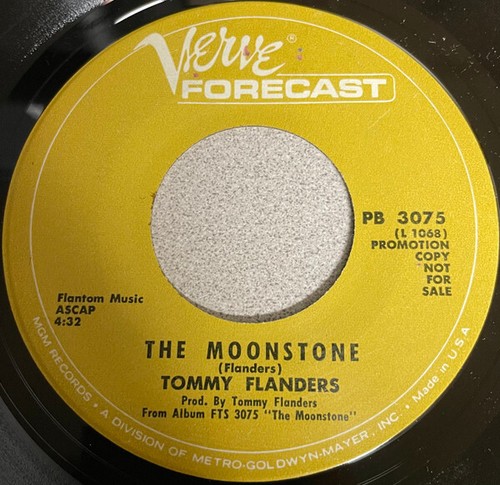 Verve®
FORECAST
PB 3075
(L 1068)
PROMOTION
COPY
NOT
FOR
SALE
Flantom Music
ASCAP
4:32
THE MOONSTONE
(Flanders)
TOMMY FLANDERS
Prod. By Tommy Flanders
From Album FTS 3075 "The Moonstone"
MGM RECORDS • A DIVISION OF METRO-GOLDWYN-MAYER, INC. • Made in U.S.A